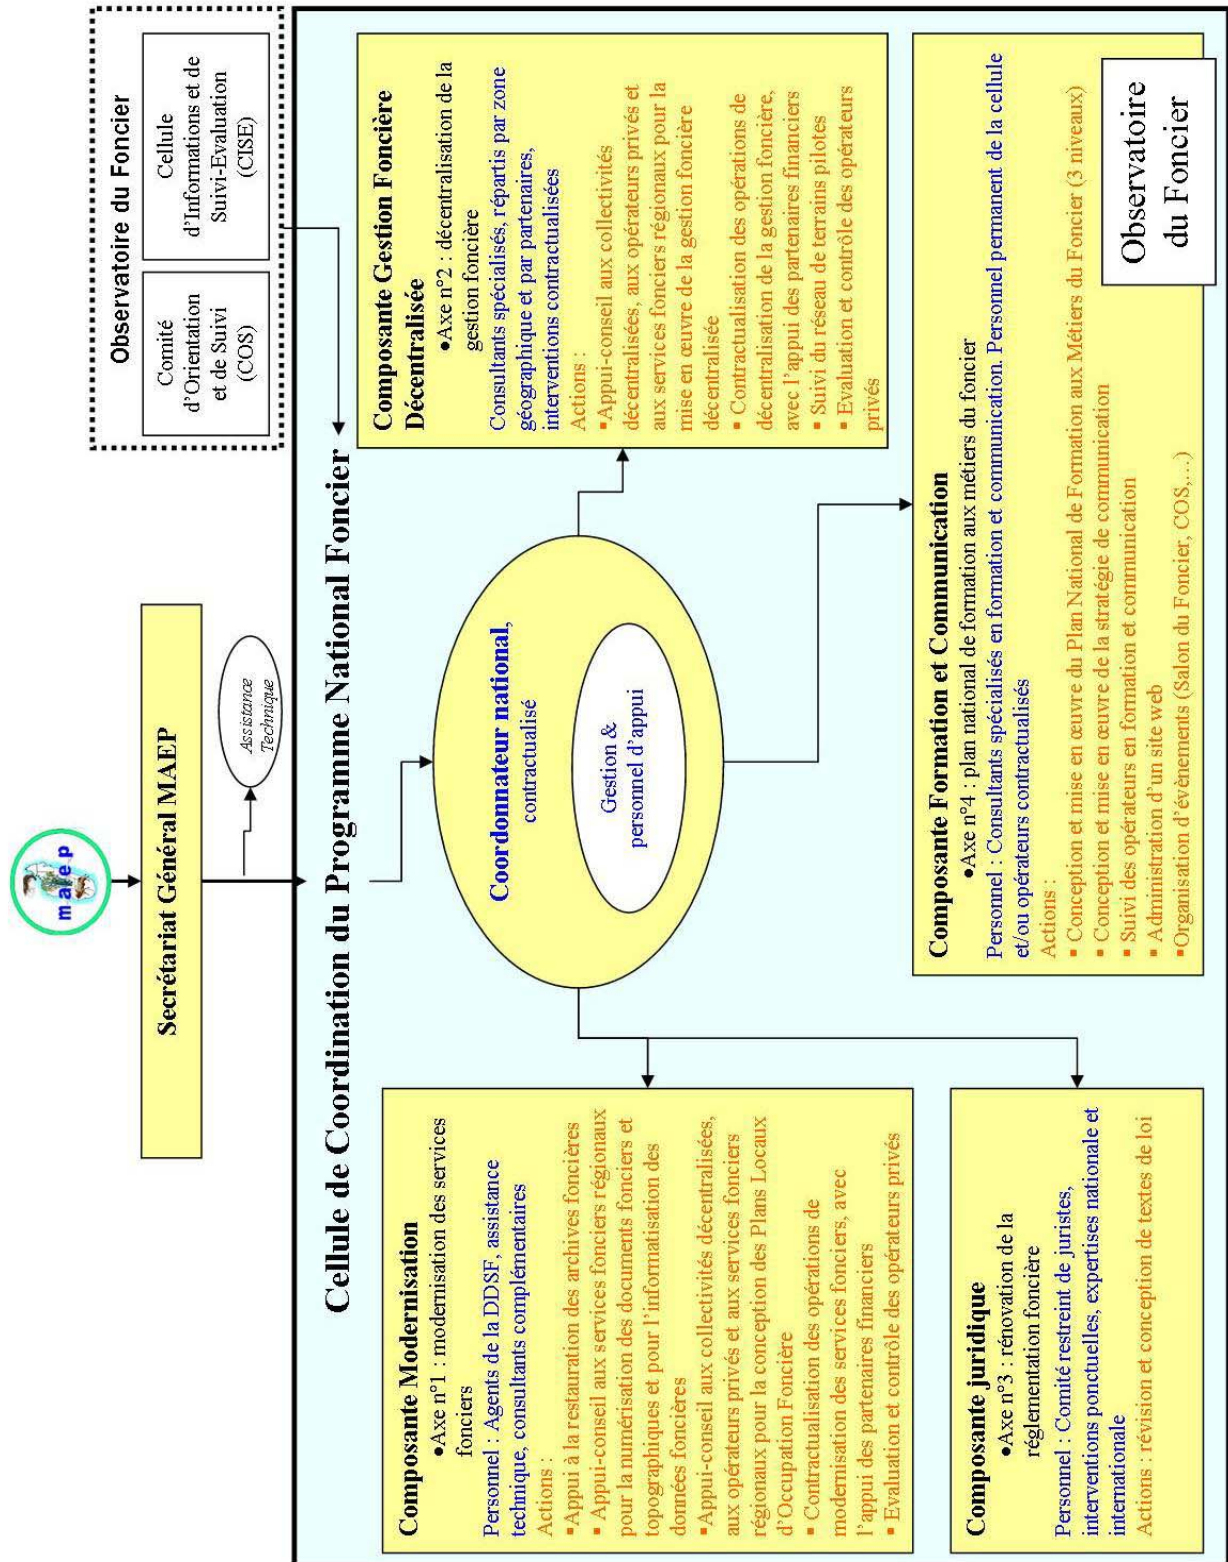 maep
Secrétariat Général MAEP
Assistance
Technique
Observatoire du Foncier
Comité
d'Orientation
et de Suivi
(COS)
Cellule
d'Informations et de
Suivi-Evaluation
(CISE)
Cellule de Coordination du Programme National Foncier
Coordonnateur national,
contractualisé
Gestion &
personnel d'appui
Composante Modernisation
•Axe n°1 : modernisation des services
fonciers
Personnel : Agents de la DDSF, assistance
technique, consultants complémentaires
Actions :
▪Appui à la restauration des archives foncières
▪ Appui-conseil aux services fonciers régionaux
pour la numérisation des documents fonciers et
topographiques et pour l'informatisation des
données foncières
▪Appui-conseil aux collectivités décentralisées,
aux opérateurs privés et aux services fonciers
régionaux pour la conception des Plans Locaux
d'Occupation Foncière
▪ Contractualisation des opérations de
modernisation des services fonciers, avec
l'appui des partenaires financiers
▪ Evaluation et contrôle des opérateurs privés
Composante Gestion Foncière
Décentralisée
•Axe n°2 : décentralisation de la
gestion foncière
Consultants spécialisés, répartis par zone
géographique et par partenaires,
interventions contractualisées
Actions :
▪Appui-conseil aux collectivités
décentralisées, aux opérateurs privés et
aux services fonciers régionaux pour la
mise en œuvre de la gestion foncière
décentralisée
▪ Contractualisation des opérations de
décentralisation de la gestion foncière,
avec l'appui des partenaires financiers
▪ Suivi du réseau de terrains pilotes
▪ Evaluation et contrôle des opérateurs
privés
Composante juridique
•Axe n°3 : rénovation de la
réglementation foncière
Personnel : Comité restreint de juristes,
interventions ponctuelles, expertises nationale et
internationale
Actions : révision et conception de textes de loi
Composante Formation et Communication
•Axe n°4 : plan national de formation aux métiers du foncier
Personnel : Consultants spécialisés en formation et communication. Personnel permanent de la cellule
et/ou opérateurs contractualisés
Actions :
▪ Conception et mise en œuvre du Plan National de Formation aux Métiers du Foncier (3 niveaux)
▪ Conception et mise en œuvre de la stratégie de communication
▪ Suivi des opérateurs en formation et communication
▪ Administration d'un site web
▪Organisation d'évènements (Salon du Foncier, COS,…)
Observatoire
du Foncier